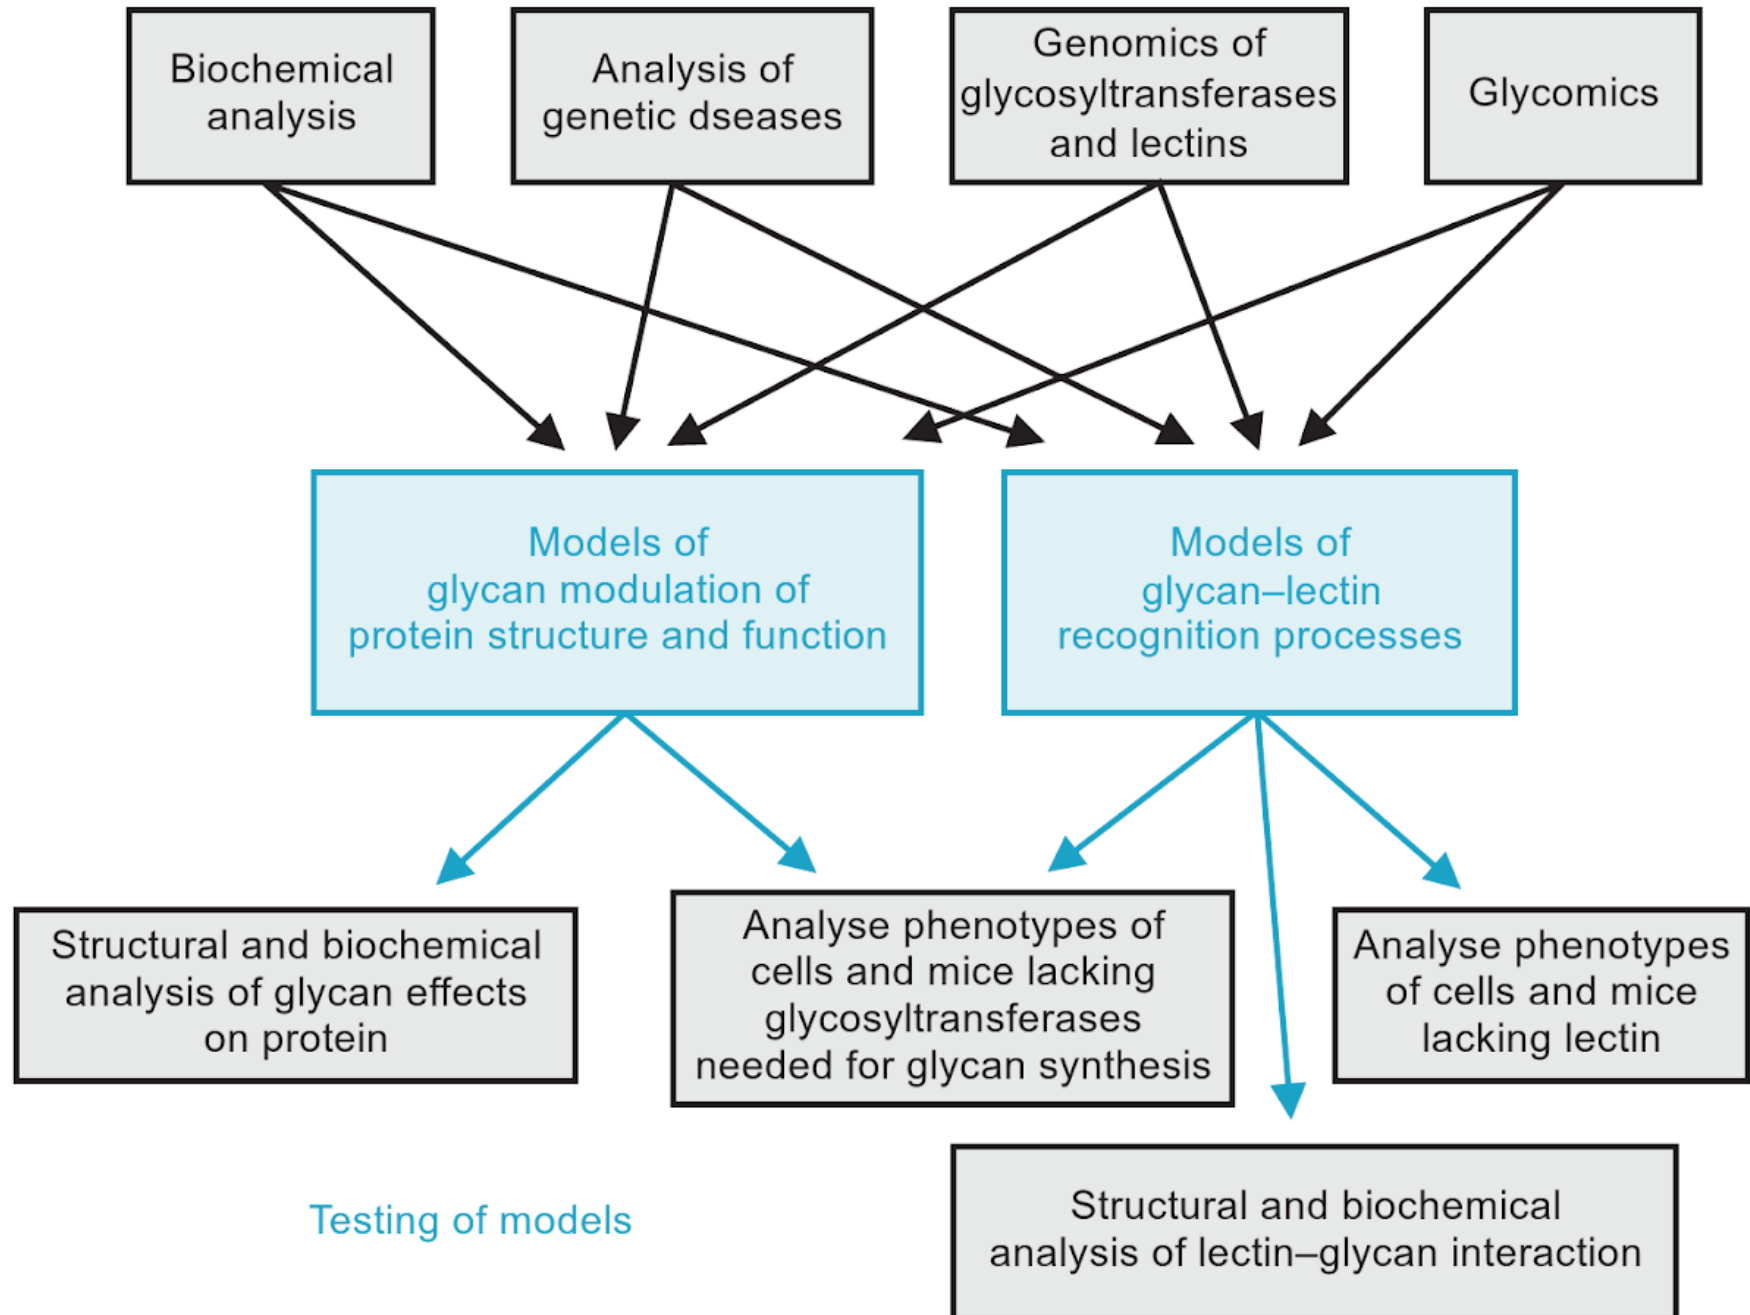 Biochemical
analysis
Analysis of
genetic dseases
Genomics of
glycosyltransferases
and lectins
Glycomics
Models of
glycan modulation of
protein structure and function
Models of
glycan–lectin
recognition processes
Structural and biochemical
analysis of glycan effects
on protein
Analyse phenotypes of
cells and mice lacking
glycosyltransferases
needed for glycan synthesis
Analyse phenotypes
of cells and mice
lacking lectin
Testing of models
Structural and biochemical
analysis of lectin–glycan interaction